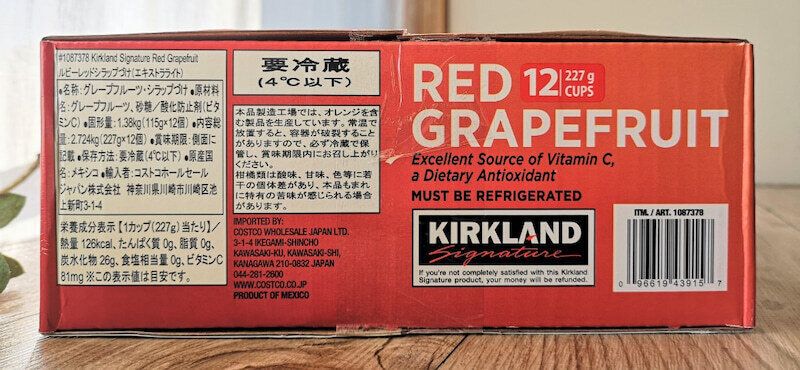 #1087378 Kirkland Signature Red Grapefruit
ルビーレッドシラップづけ(エキストラライト)
●名称:グレープフルーツ・シラップづけ ●原材料
名:グレープフルーツ、砂糖/酸化防止剤(ビタ
ミンC) ●固形量:1.38kg(115g×12個) ●内容総
量:2.724kg(227g×12個) ●賞味期限:側面に
記載 ●保存方法:要冷蔵(4℃以下) ●原産国
名:メキシコ ●輸入者:コストコホールセール
ジャパン株式会社 神奈川県川崎市川崎区池
上新町3-1-4
栄養成分表示【1カップ(227g)当たり】/
熱量 126kcal、たんぱく質 0g、脂質 0g、
炭水化物 26g、食塩相当量 0g、ビタミンC
81mg ※この表示値は目安です。
要冷蔵
(4℃以下)
本品製造工場では、オレンジを含
む製品を生産しています。常温で
放置すると、容器が破裂すること
がありますので、必ず冷蔵で保
管し、賞味期限内にお召し上がり
ください。
柑橘類は酸味、甘味、色等に若
干の個体差があり、本品もまれ
に特有の苦味が感じられる場合
があります。
IMPORTED BY:
COSTCO WHOLESALE JAPAN LTD.
3-1-4 IKEGAMI-SHINCHO
KAWASAKI-KU, KAWASAKI-SHI,
KANAGAWA 210-0832 JAPAN
044-281-2600
WWW.COSTCO.CO.JP
PRODUCT OF MEXICO
RED 12 227 g CUPS
GRAPEFRUIT
Excellent Source of Vitamin C,
a Dietary Antioxidant
MUST BE REFRIGERATED
KIRKLAND
Signature
If you're not completely satisfied with this Kirkland
Signature product, your money will be refunded.
ITM./ART. 1087378
0 96619 43915 7